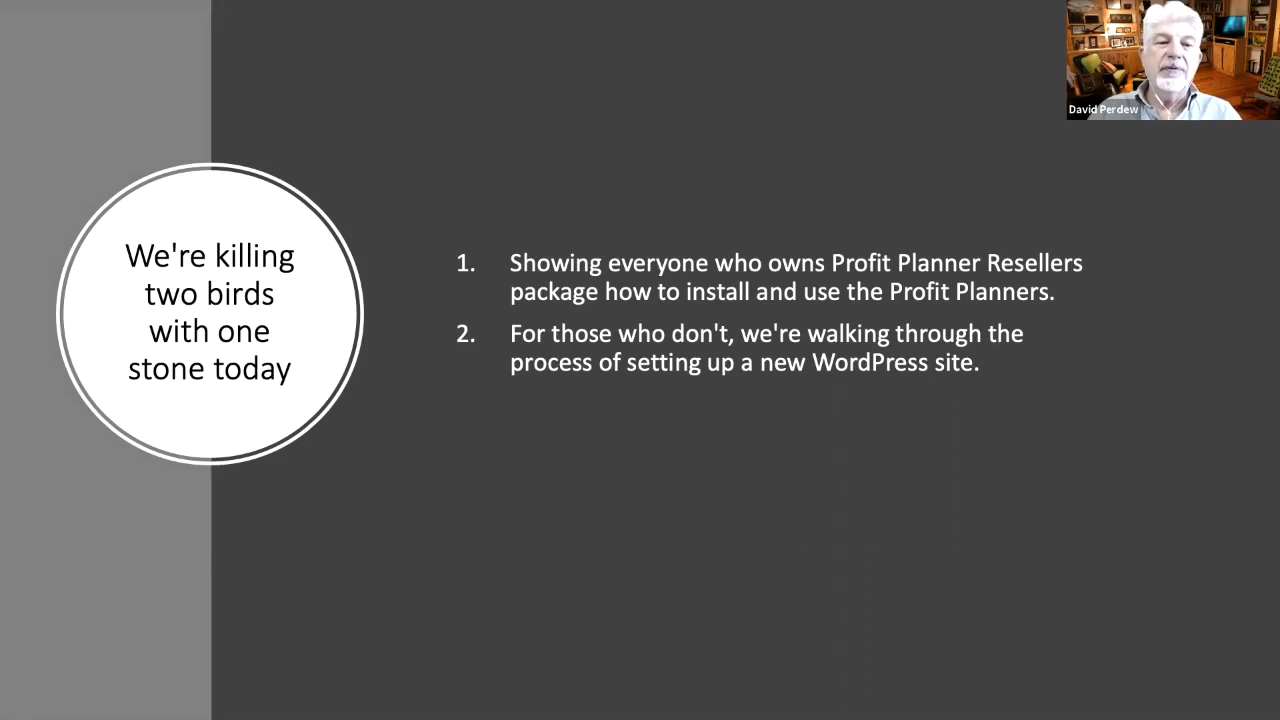 David Perdew
We're killing
two birds
with one
stone today
1. Showing everyone who owns Profit Planner Resellers
package how to install and use the Profit Planners.
2. For those who don't, we're walking through the
process of setting up a new WordPress site.